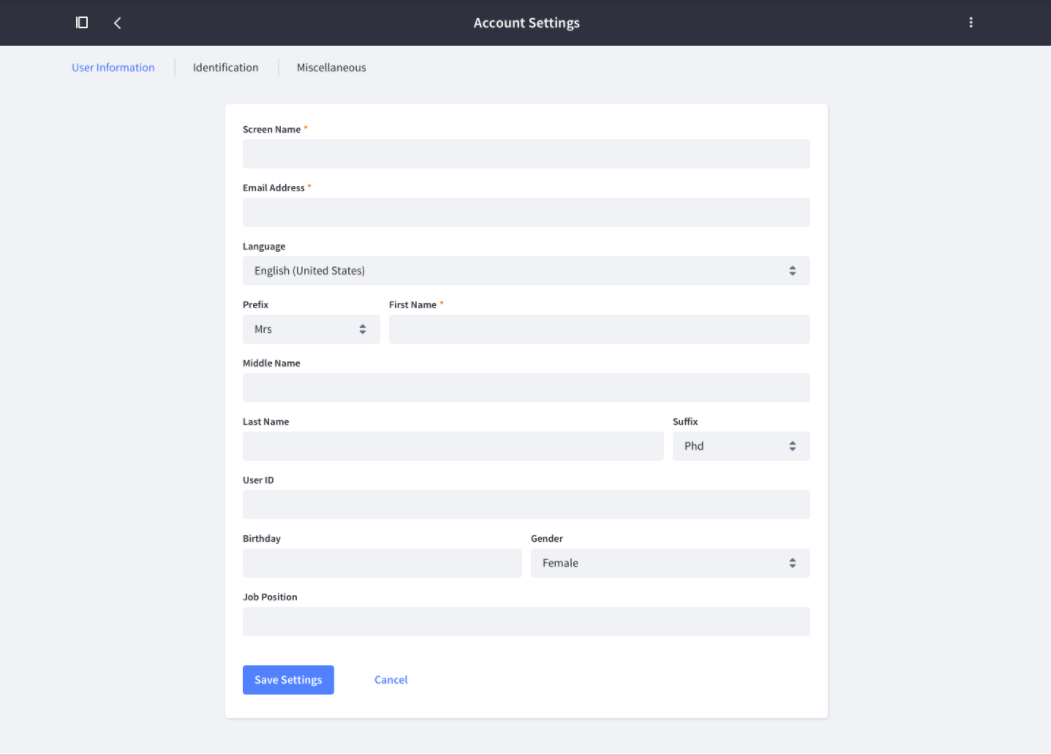 Account Settings
User Information
Identification
Miscellaneous
Screen Name *
Email Address *
Language
English (United States)
Prefix
First Name *
Mrs
Middle Name
Last Name
Suffix
Phd
User ID
Birthday
Gender
Female
Job Position
Save Settings
Cancel